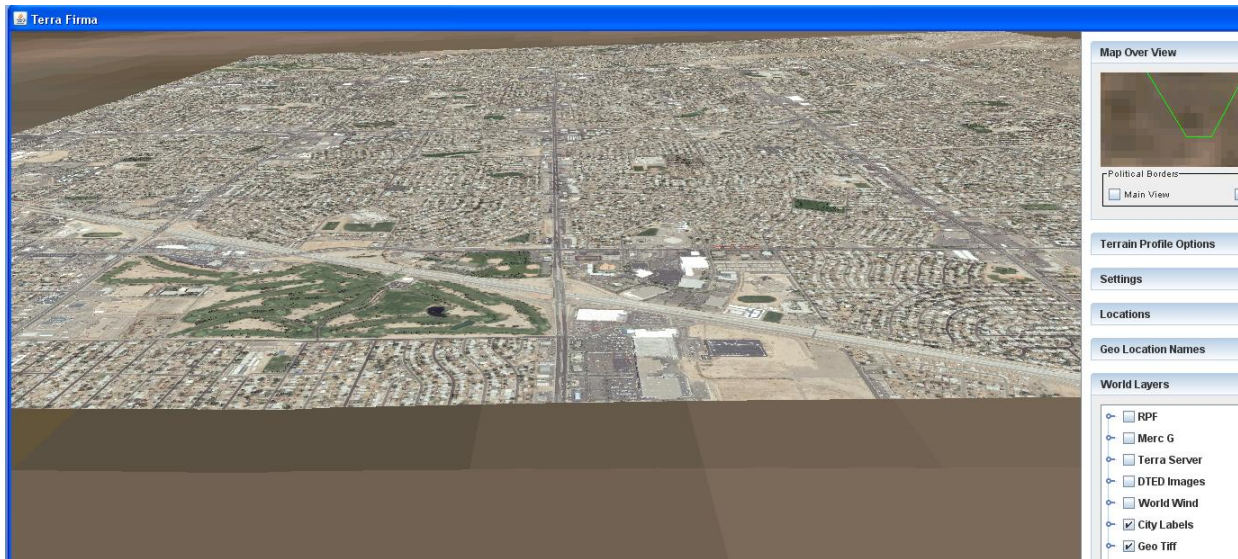 Terra Firma
Map Over View
Political Borders
Main View
Terrain Profile Options
Settings
Locations
Geo Location Names
World Layers
RPF
Merc G
Terra Server
DTED Images
World Wind
City Labels
Geo Tiff